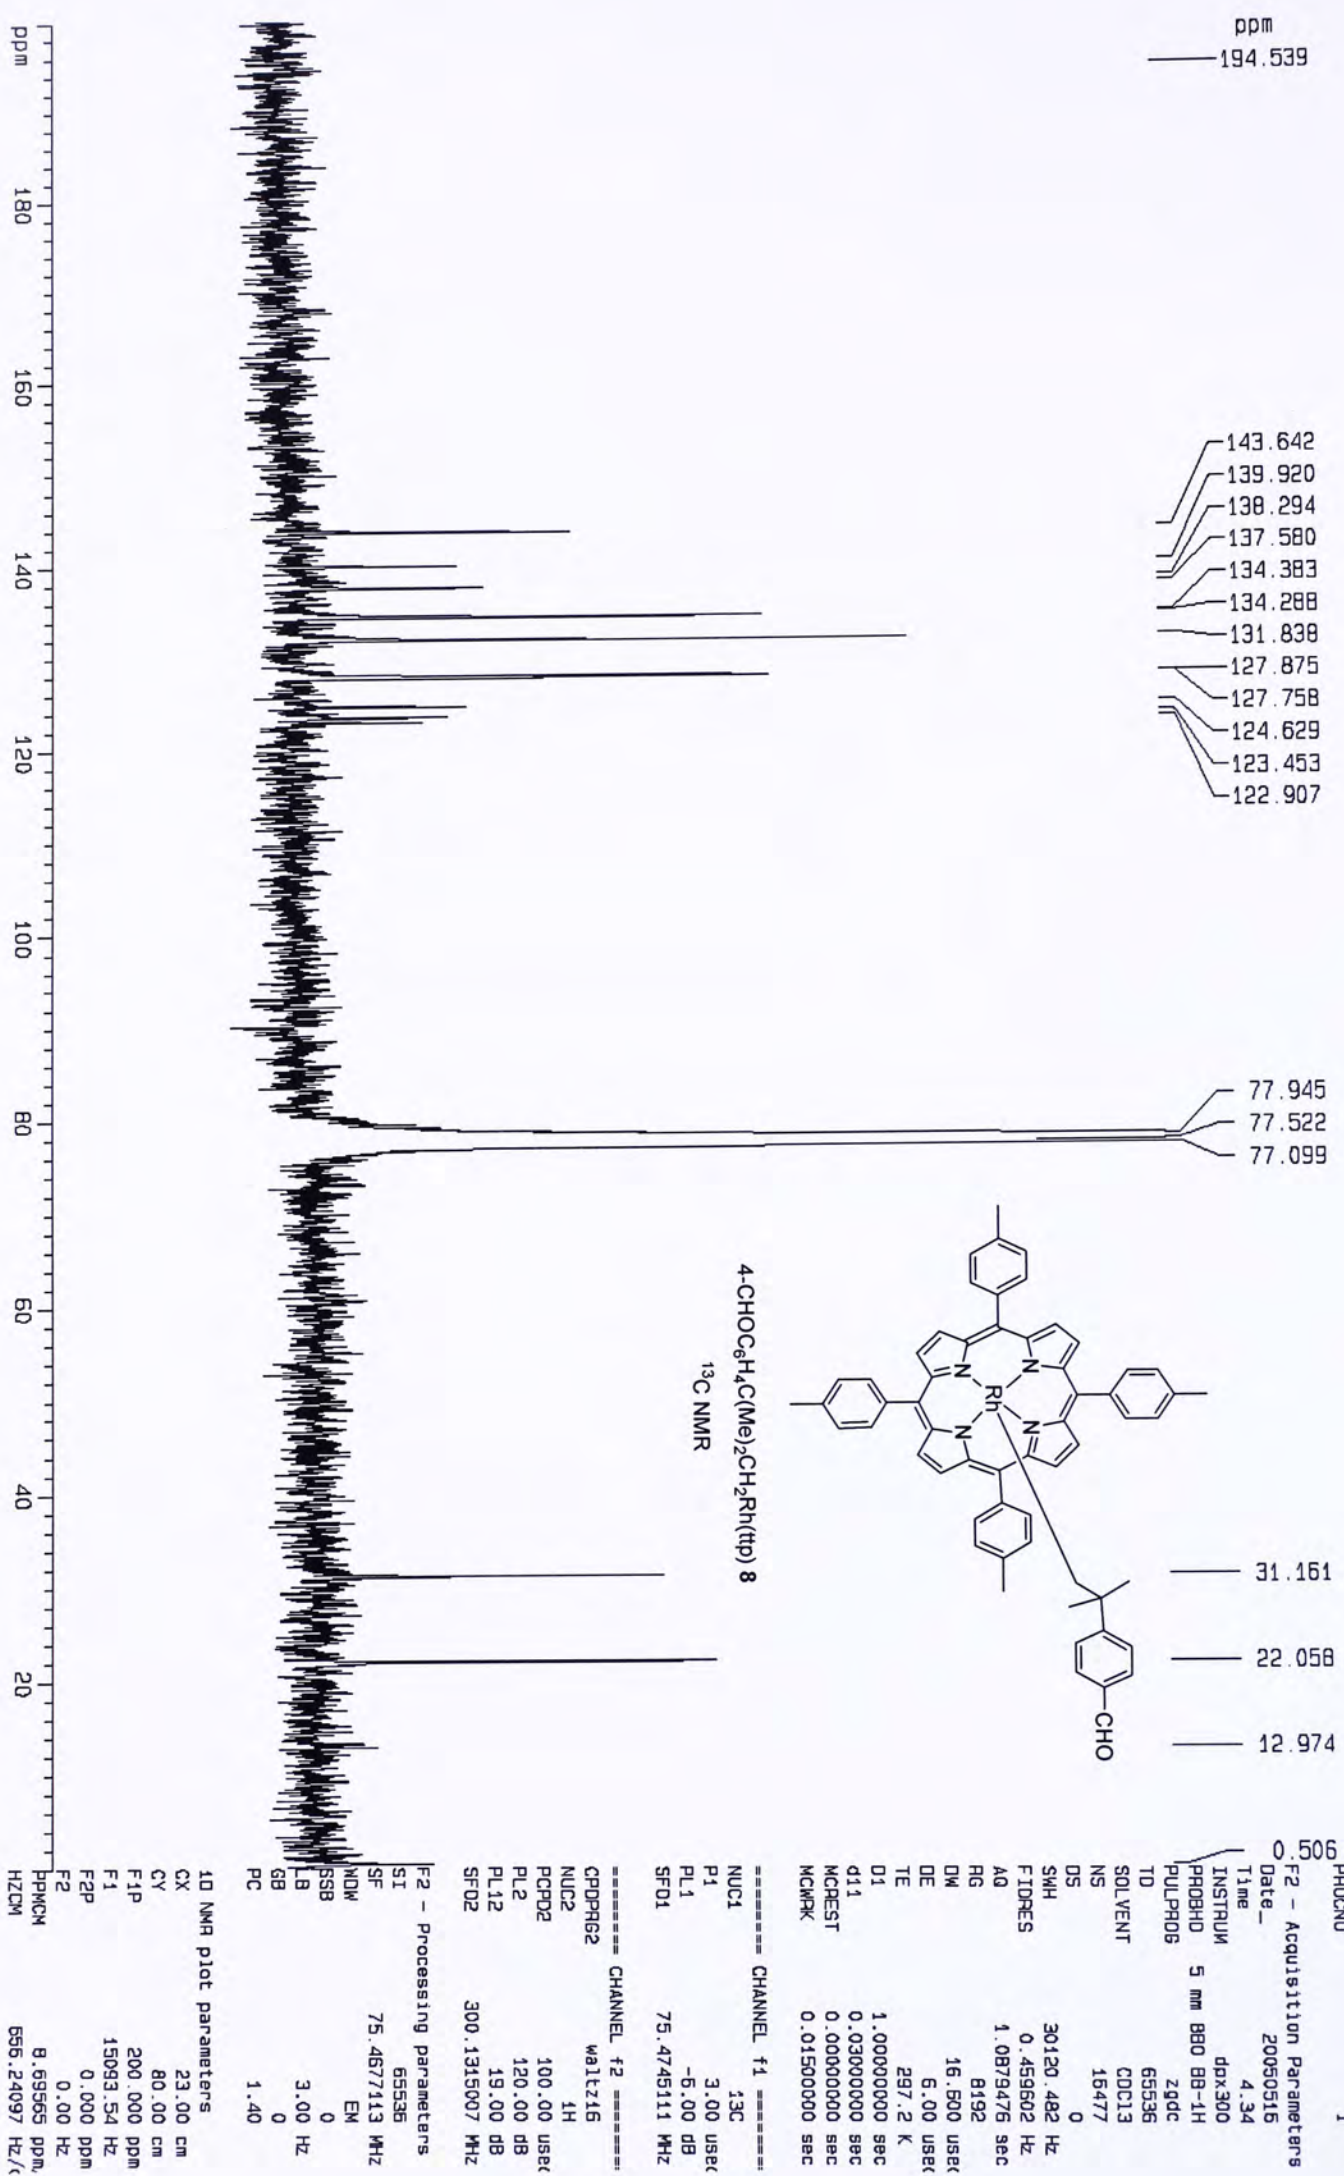 ppm
194.539
143.642
139.920
138.294
137.580
134.383
134.288
131.838
127.875
127.758
124.629
123.453
122.907
77.945
77.522
77.099
31.161
22.058
12.974
0.506
4-CHOC₆H₄C(Me)₂CH₂Rh(ttp) 8
¹³C NMR
N
N
Rh
N
N
CHO
ppm
180
160
140
120
100
80
60
40
20
PROCNO 1
F2 - Acquisition Parameters
Date_ 20050516
Time 4.34
INSTRUM dpx300
PROBHD 5 mm BBO BB-1H
PULPROG zgdc
TD 65536
SOLVENT CDCl3
NS 18477
DS 0
SWH 30120.482 Hz
FIDRES 0.459602 Hz
AQ 1.0879476 sec
RG 8192
DW 16.600 usec
DE 6.00 usec
TE 297.2 K
D1 1.00000000 sec
d11 0.03000000 sec
MCREST 0.00000000 sec
MCWRK 0.01500000 sec
======== CHANNEL f1 ========
NUC1 13C
P1 3.00 usec
PL1 -6.00 dB
SFO1 75.4745111 MHz
======== CHANNEL f2 ========
CPDPRG2 waltz16
NUC2 1H
PCPD2 100.00 usec
PL2 120.00 dB
PL12 19.00 dB
SFO2 300.1315007 MHz
F2 - Processing parameters
SI 65536
SF 75.4677113 MHz
WDW EM
SSB 0
LB 3.00 Hz
GB 0
PC 1.40
1D NMR plot parameters
CX 23.00 cm
CY 80.00 cm
F1P 200.000 ppm
F1 15093.54 Hz
F2P 0.000 ppm
F2 0.00 Hz
PPMCM 8.69565 ppm/
HZCM 656.24097 Hz/c